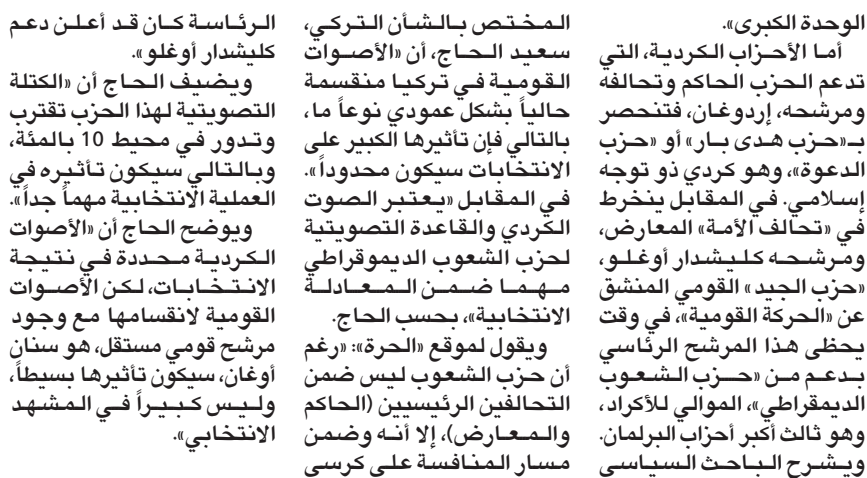 الوحدة الكبرى».
أما الأحزاب الكردية، التي
تدعم الحزب الحاكم وتحالفه
ومرشحه، إردوغان، فتنحصر
بـ«حزب هدى بار» أو «حزب
الدعوة»، وهو كردي ذو توجه
إسلامي. في المقابل ينخرط
في «تحالف الأمة» المعارض،
ومرشحه كليشدار أوغلو،
«حزب الجيد» القومي المنشق
عن «الحركة القومية»، في وقت
يحظى هذا المرشح الرئاسي
بدعم من «حزب الشعوب
الديمقراطي»، الموالي للأكراد،
وهو ثالث أكبر أحزاب البرلمان.
ويشرح الباحث السياسي
المختص بالشأن التركي،
سعيد الحاج، أن «الأصوات
القومية في تركيا منقسمة
حالياً بشكل عمودي نوعاً ما،
بالتالي فإن تأثيرها الكبير على
الانتخابات سيكون محدوداً».
في المقابل «يعتبر الصوت
الكردي والقاعدة التصويتية
لحزب الشعوب الديموقراطي
مهما ضمن المعادلة
الانتخابية»، بحسب الحاج.
ويقول لموقع «الحرة»: «رغم
أن حزب الشعوب ليس ضمن
التحالفين الرئيسيين (الحاكم
والمعارض)، إلا أنه وضمن
مسار المنافسة على كرسي
الرئاسة كان قد أعلن دعم
كليشدار أوغلو».
ويضيف الحاج أن «الكتلة
التصويتية لهذا الحزب تقترب
وتدور في محيط 10 بالمئة،
وبالتالي سيكون تأثيره في
العملية الانتخابية مهماً جداً».
ويوضح الحاج أن «الأصوات
الكردية محددة في نتيجة
الانتخابات، لكن الأصوات
القومية لانقسامها مع وجود
مرشح قومي مستقل، هو سنان
أوغان، سيكون تأثيرها بسيطاً،
وليس كبيراً في المشهد
الانتخابي».